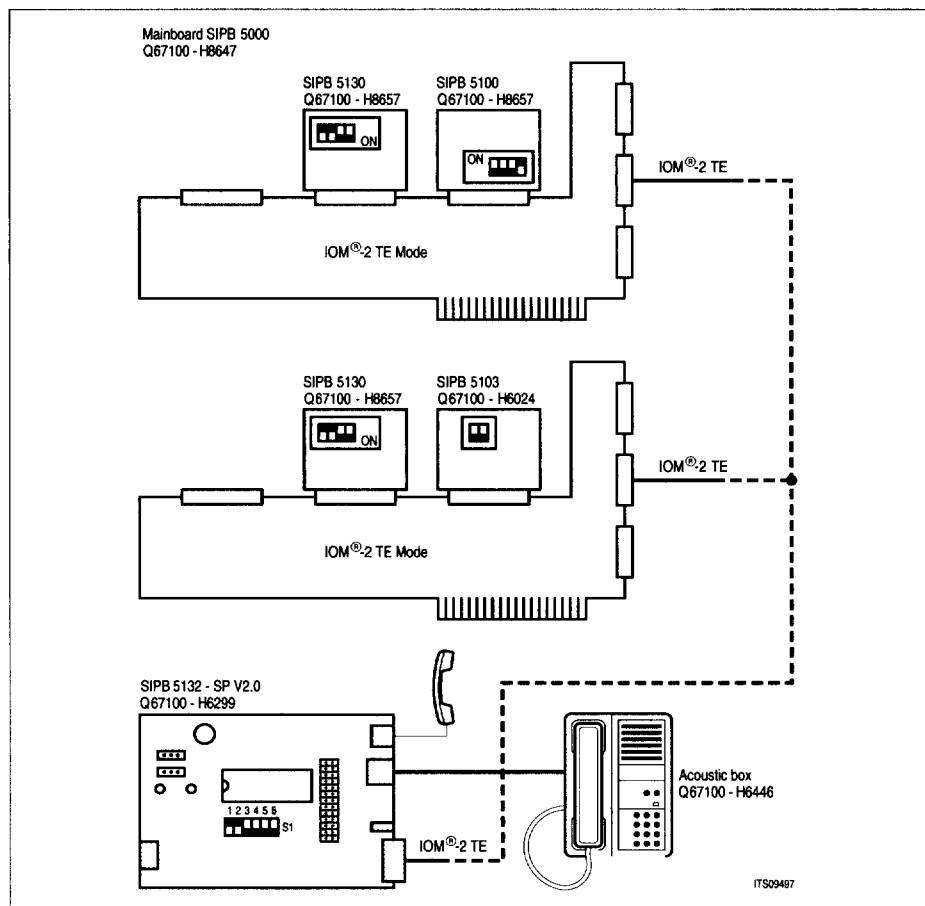 Mainboard SIPB 5000
Q67100 - H8647
SIPB 5130
Q67100 - H8657
SIPB 5100
Q67100 - H8657
ON
ON
IOM®-2 TE
IOM®-2 TE Mode
SIPB 5130
Q67100 - H8657
SIPB 5103
Q67100 - H6024
ON
IOM®-2 TE
IOM®-2 TE Mode
SIPB 5132 - SP V2.0
Q67100 - H6299
Acoustic box
Q67100 - H6446
1 2 3 4 5 6
S1
IOM®-2 TE
ITS09497